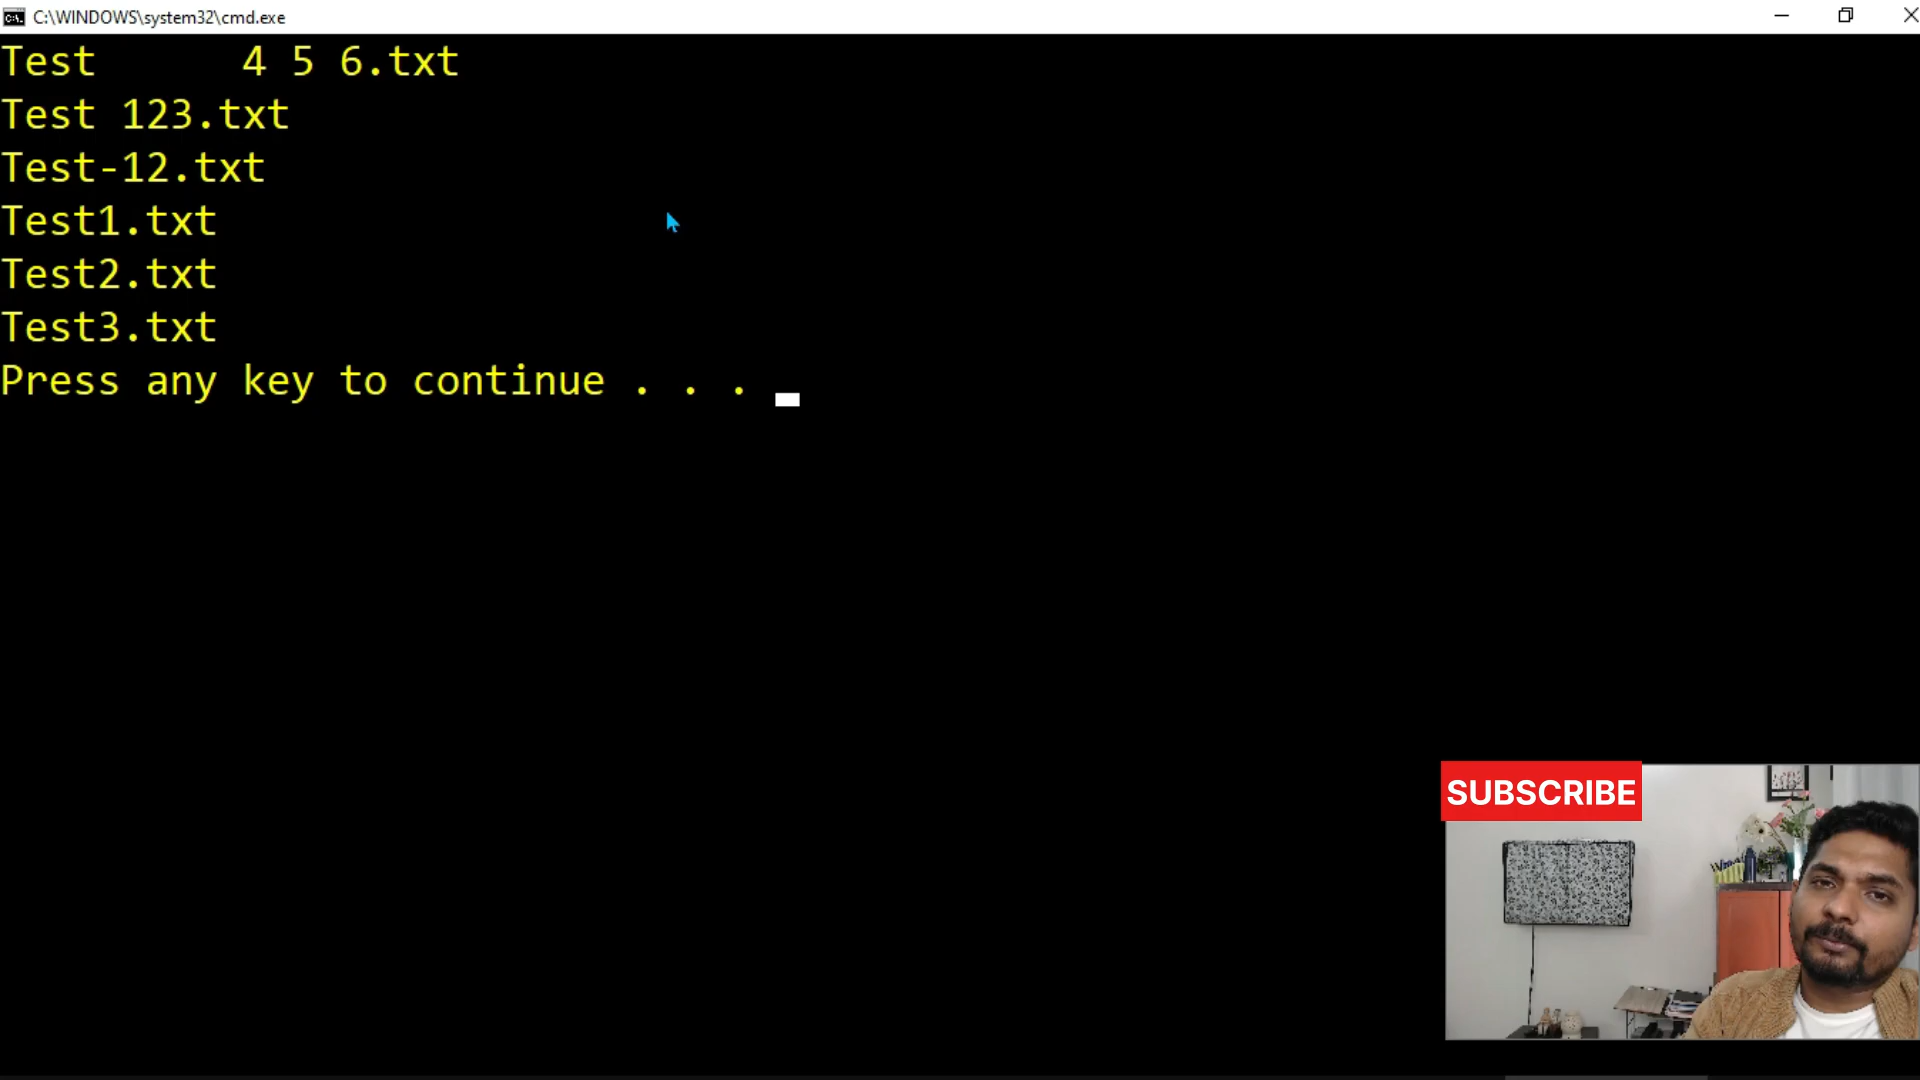 C:\WINDOWS\system32\cmd.exe
Test      4 5 6.txt
Test 123.txt
Test-12.txt
Test1.txt
Test2.txt
Test3.txt
Press any key to continue . . .
SUBSCRIBE